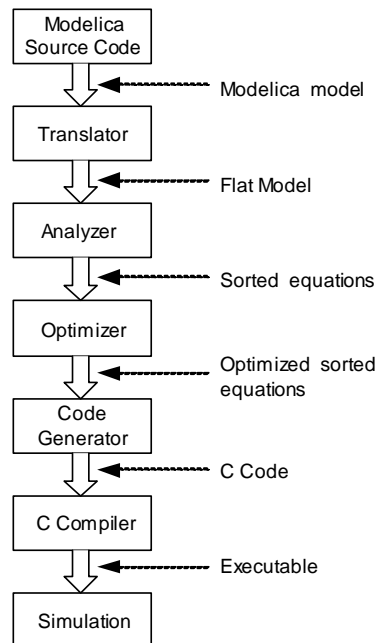 Modelica
Source Code
Modelica model
Translator
Flat Model
Analyzer
Sorted equations
Optimizer
Optimized sorted
equations
Code
Generator
C Code
C Compiler
Executable
Simulation